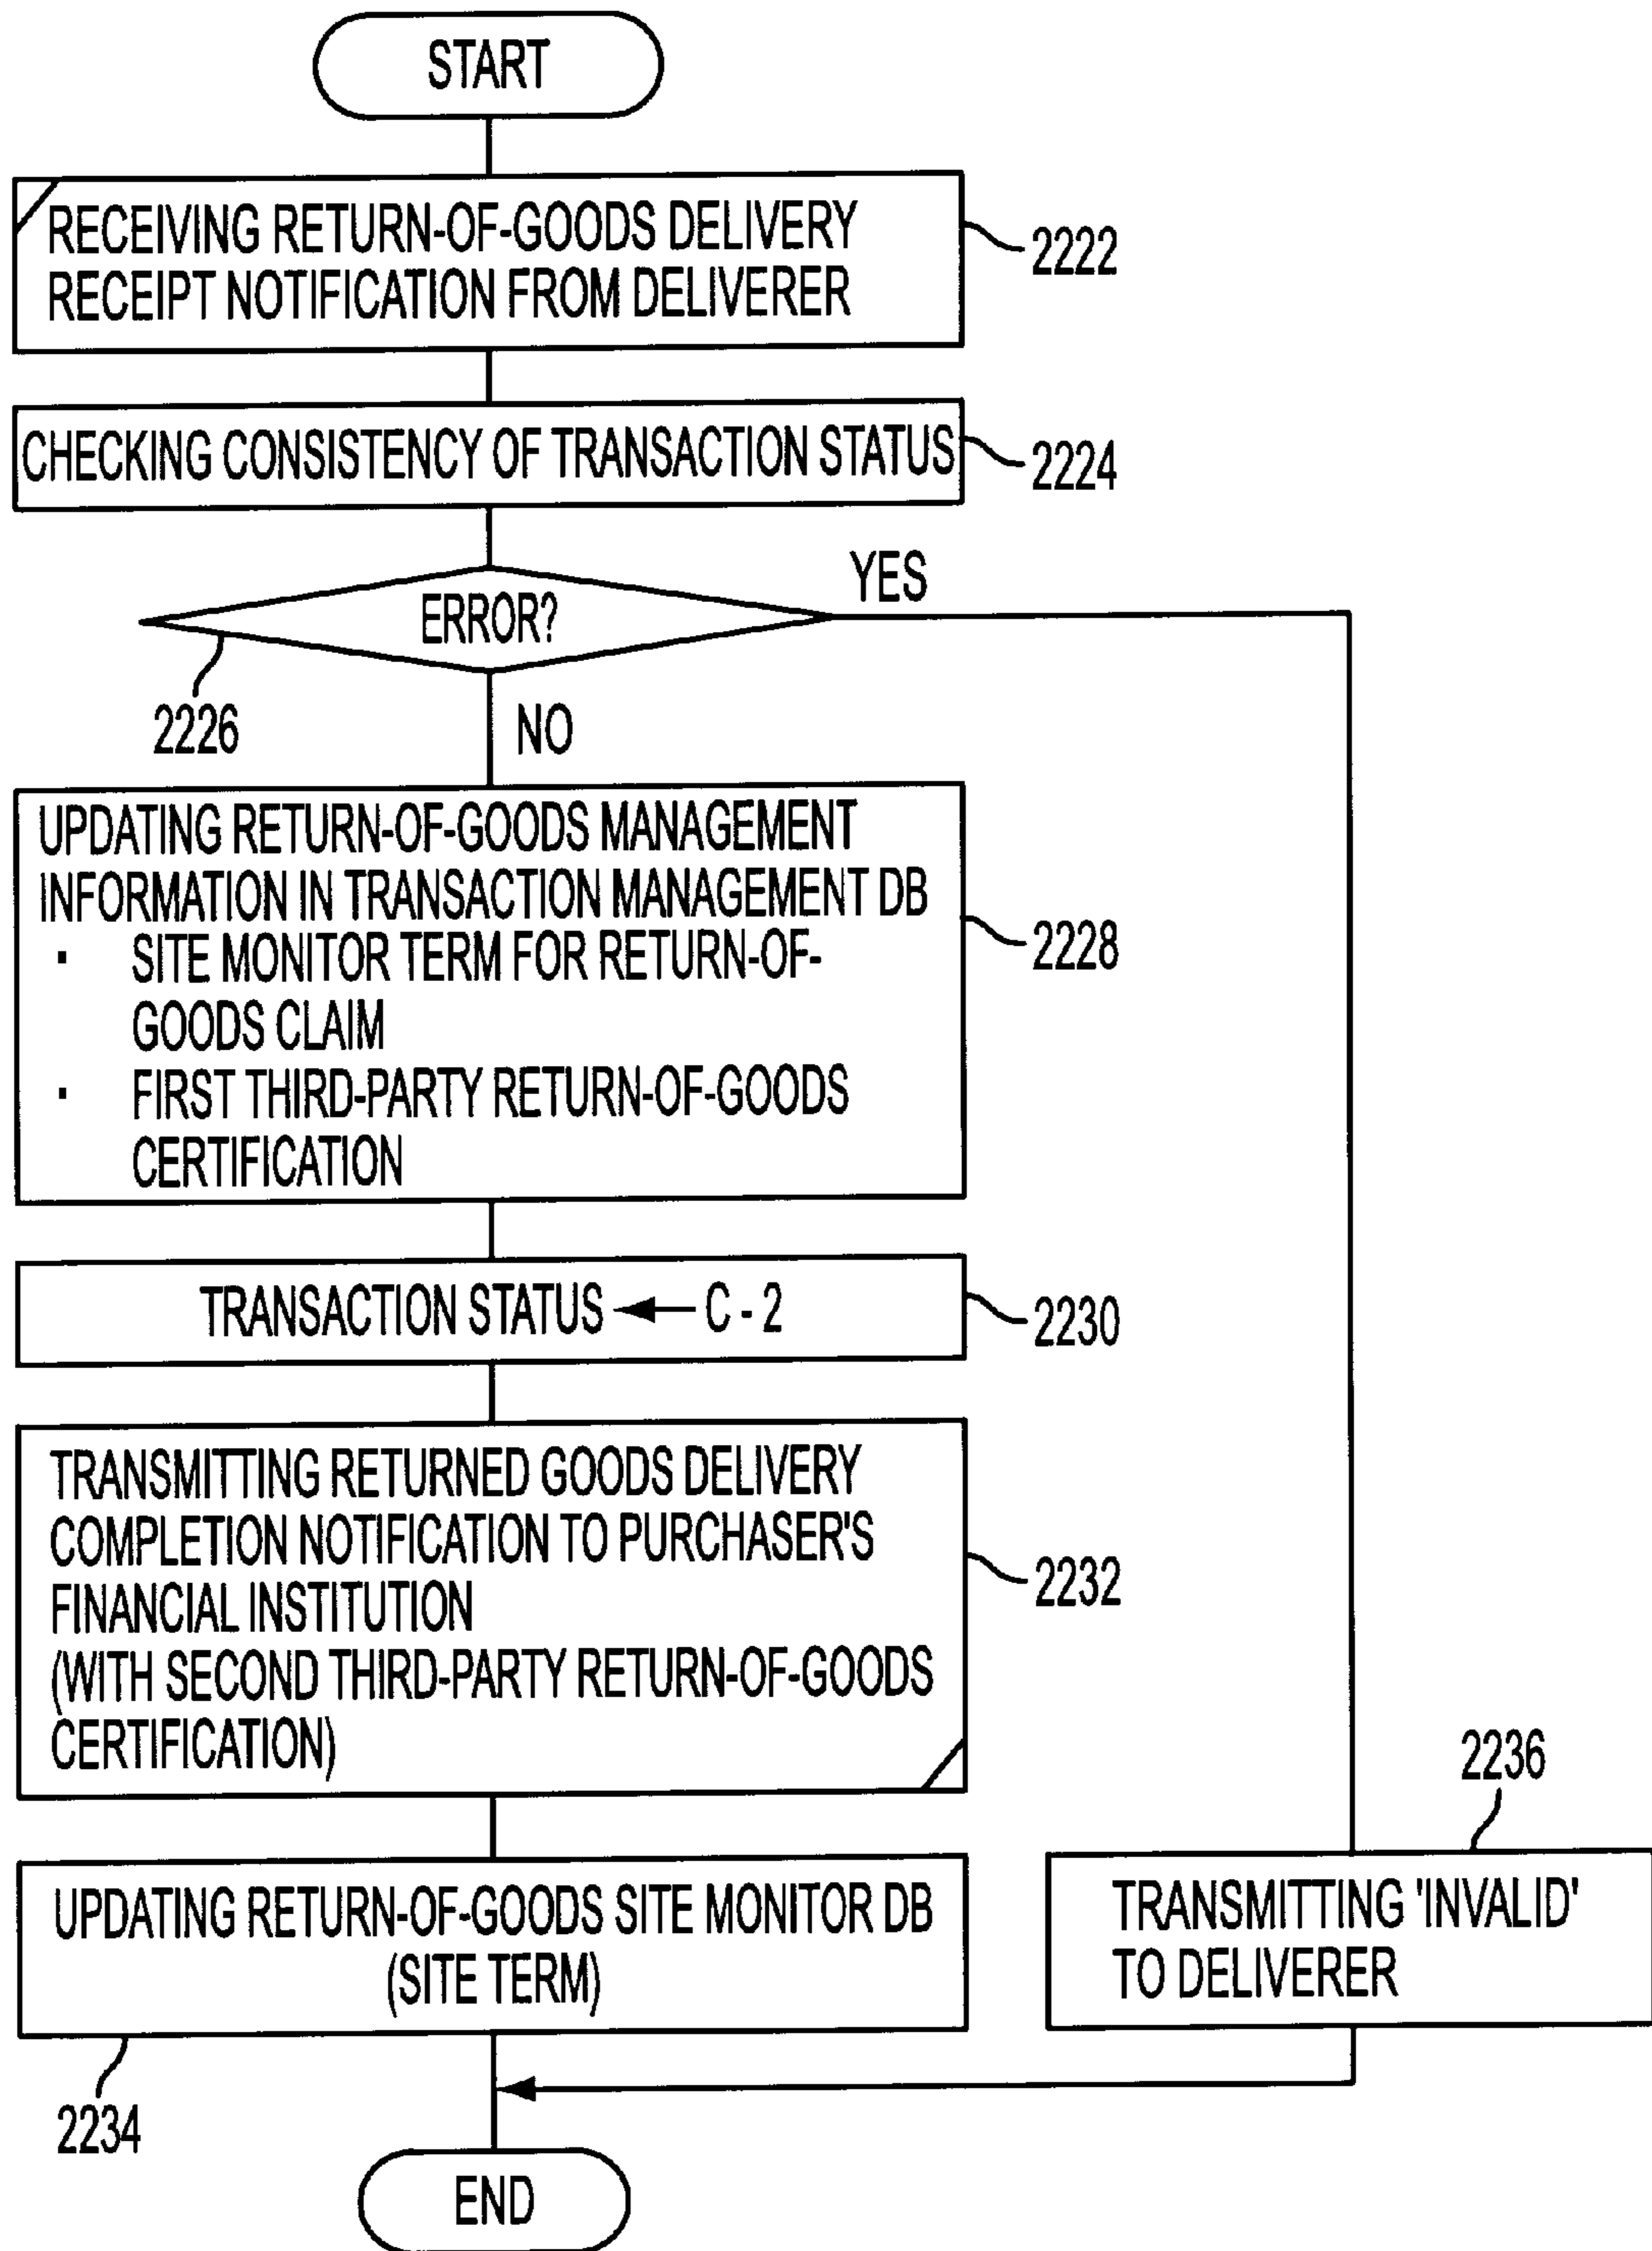 START
RECEIVING RETURN-OF-GOODS DELIVERY
RECEIPT NOTIFICATION FROM DELIVERER
2222
CHECKING CONSISTENCY OF TRANSACTION STATUS
2224
ERROR?
YES
2226
NO
UPDATING RETURN-OF-GOODS MANAGEMENT
INFORMATION IN TRANSACTION MANAGEMENT DB
· SITE MONITOR TERM FOR RETURN-OF-
GOODS CLAIM
· FIRST THIRD-PARTY RETURN-OF-GOODS
CERTIFICATION
2228
TRANSACTION STATUS ← C - 2
2230
TRANSMITTING RETURNED GOODS DELIVERY
COMPLETION NOTIFICATION TO PURCHASER'S
FINANCIAL INSTITUTION
(WITH SECOND THIRD-PARTY RETURN-OF-GOODS
CERTIFICATION)
2232
UPDATING RETURN-OF-GOODS SITE MONITOR DB
(SITE TERM)
2234
2236
TRANSMITTING 'INVALID'
TO DELIVERER
END